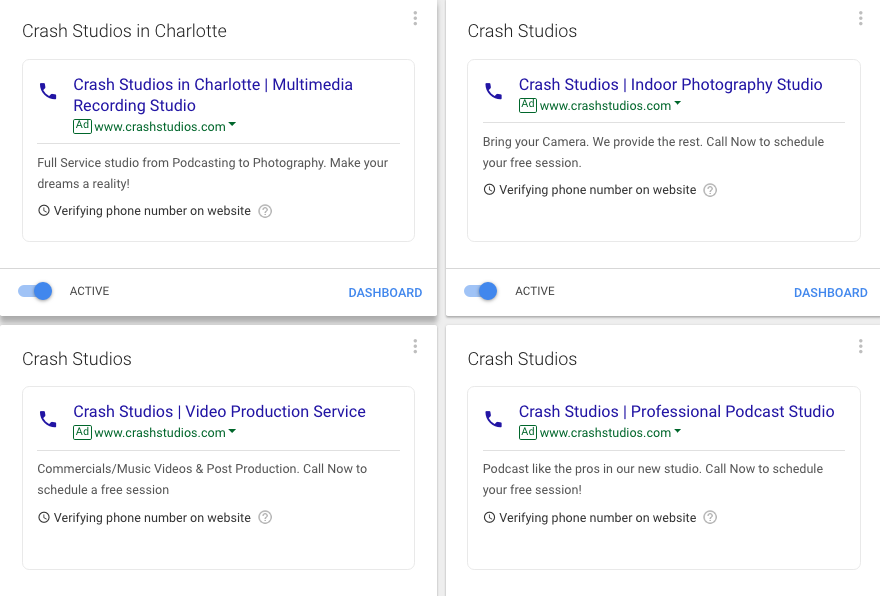 Crash Studios in Charlotte
Crash Studios in Charlotte | Multimedia
Recording Studio
Ad www.crashstudios.com
Full Service studio from Podcasting to Photography. Make your
dreams a reality!
Verifying phone number on website ?
ACTIVE
DASHBOARD
Crash Studios
Crash Studios | Indoor Photography Studio
Ad www.crashstudios.com
Bring your Camera. We provide the rest. Call Now to schedule
your free session.
Verifying phone number on website ?
ACTIVE
DASHBOARD
Crash Studios
Crash Studios | Video Production Service
Ad www.crashstudios.com
Commercials/Music Videos & Post Production. Call Now to
schedule a free session
Verifying phone number on website ?
Crash Studios
Crash Studios | Professional Podcast Studio
Ad www.crashstudios.com
Podcast like the pros in our new studio. Call Now to schedule
your free session!
Verifying phone number on website ?